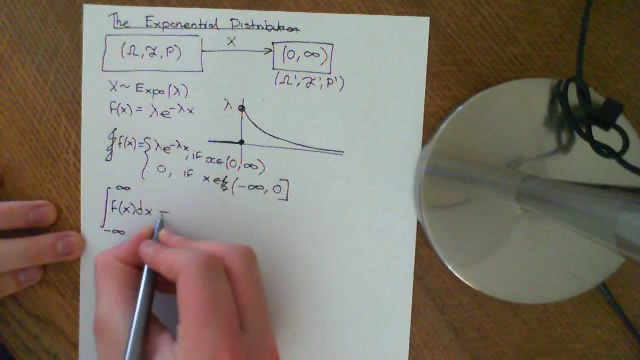 The Exponential Distribution
(Ω, ℱ, P) X (0, ∞)
(Ω', ℱ', P')
X ~ Expo(λ)
f(x) = λe^{-λx}
λ
f(x) = { λe^{-λx}, if x ∈ (0, ∞)
0, if x ∈ (-∞, 0]
∫_{-∞}^{∞} f(x)dx =